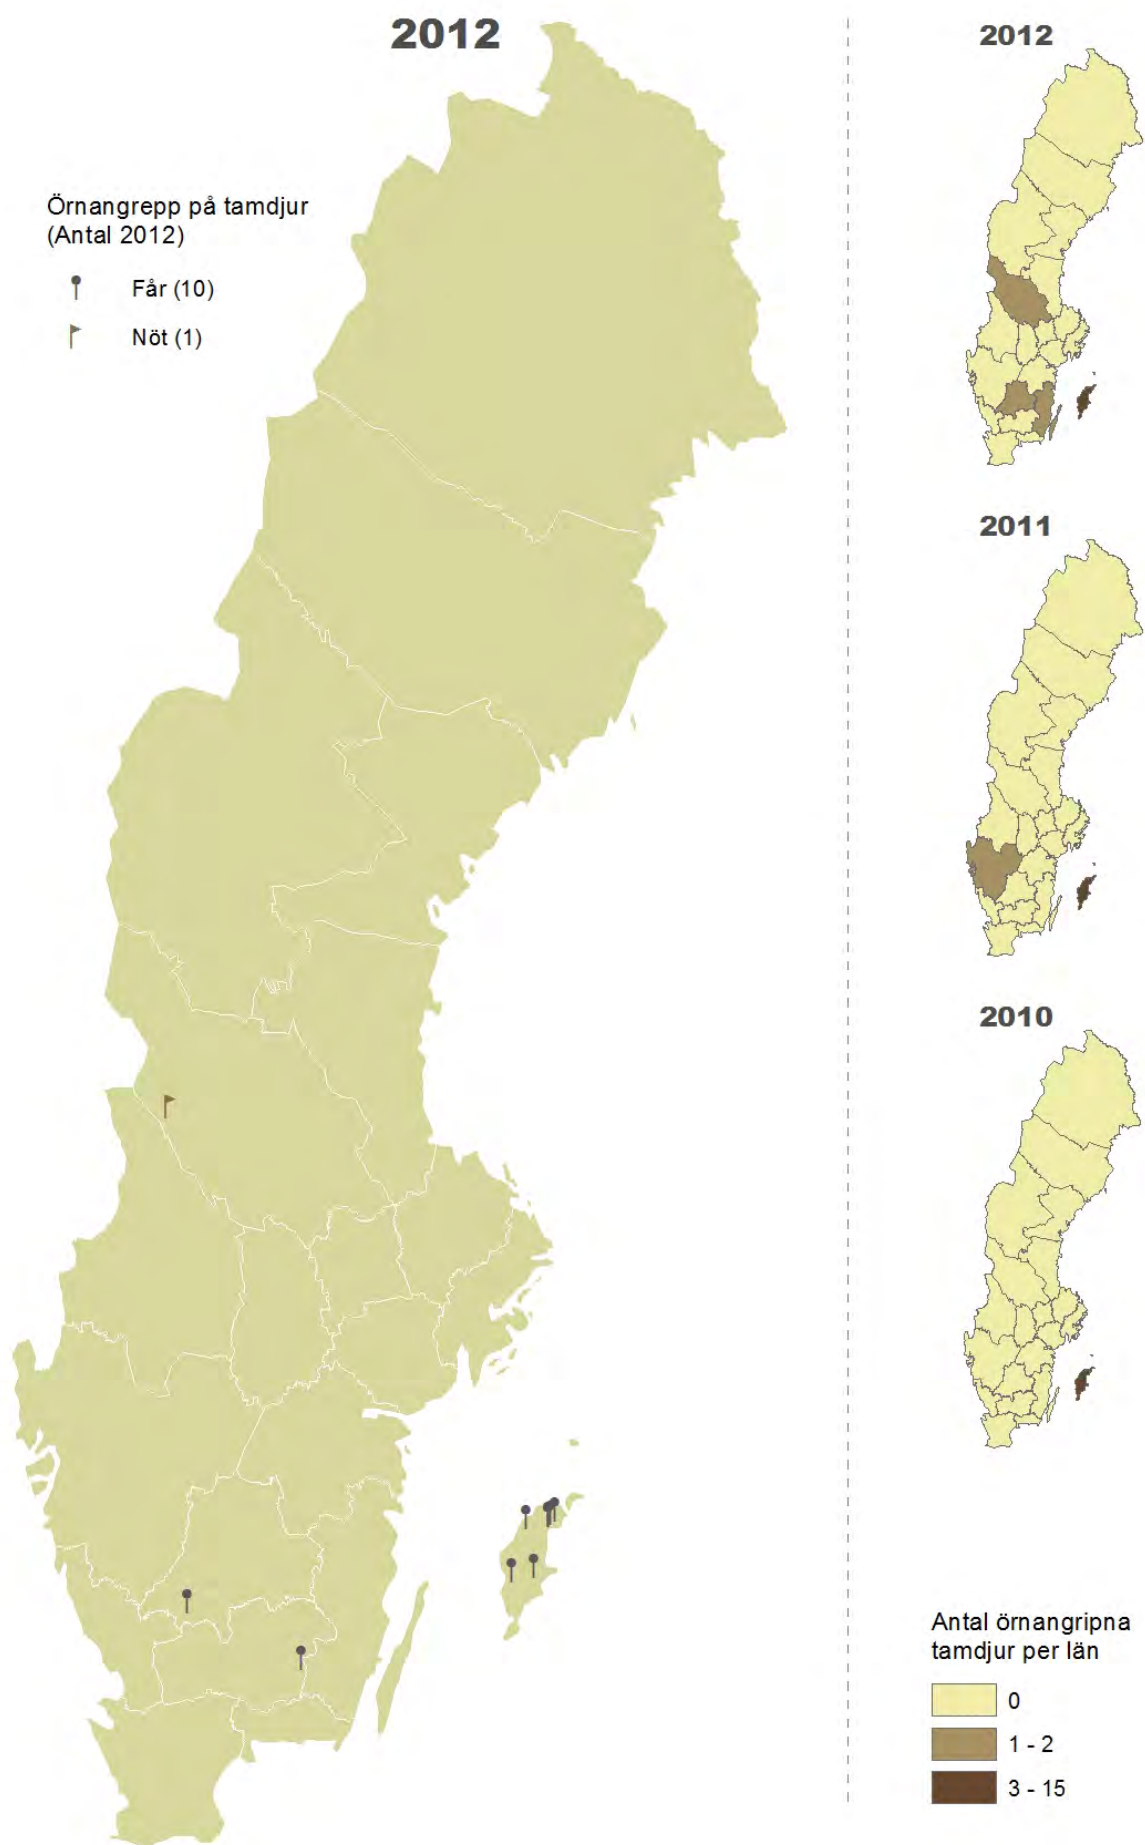 2012
Örnangrepp på tamdjur
(Antal 2012)
Får (10)
Nöt (1)
2012
2011
2010
Antal örnangripna
tamdjur per län
0
1 - 2
3 - 15